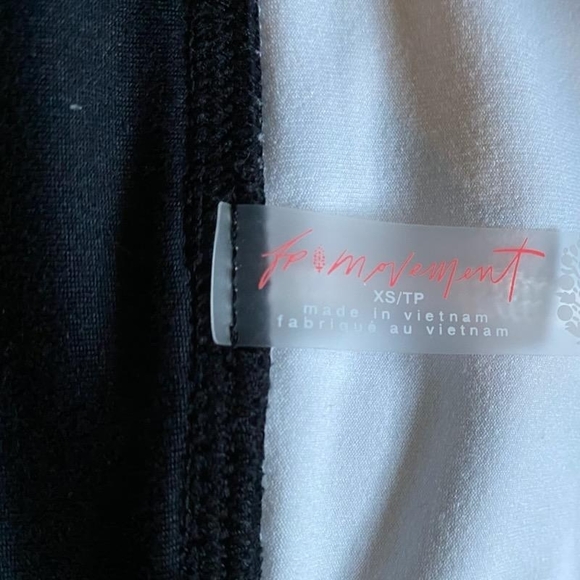 fp movement
XS/TP
made in vietnam
fabriqué au vietnam